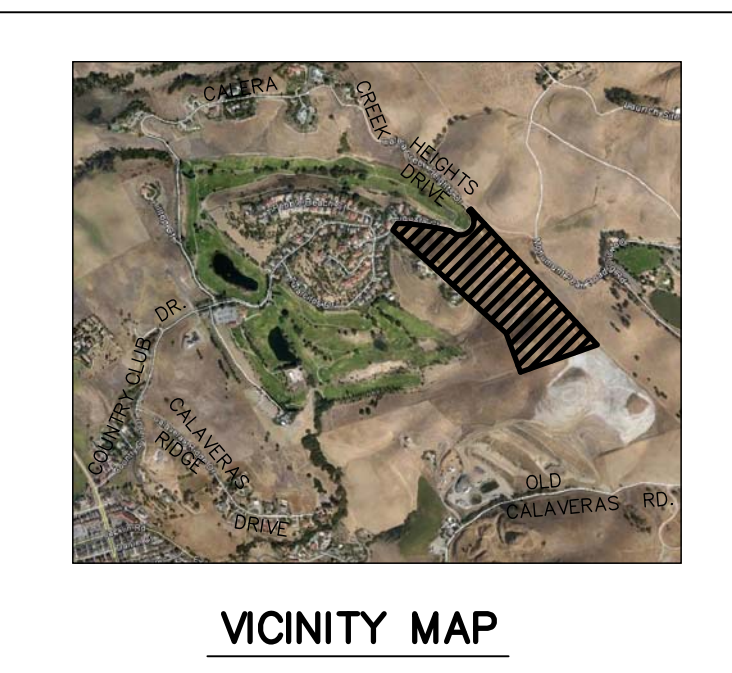 CALERA
CREEK
HEIGHTS
DRIVE
DR.
COUNTRY CLUB
CALAVERAS
RIDGE
DRIVE
OLD
CALAVERAS RD.
VICINITY MAP